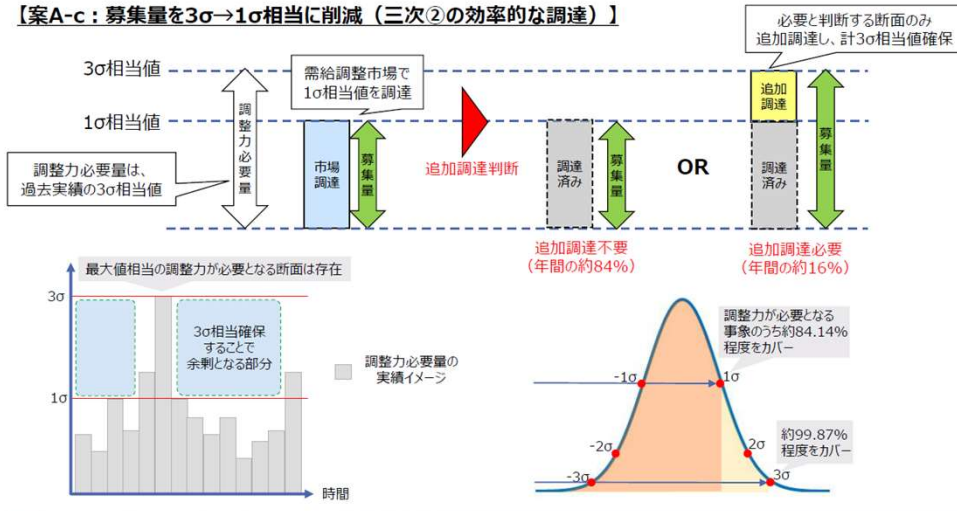 【案A-c：募集量を3σ→1σ相当に削減（三次②の効率的な調達）】
必要と判断する断面のみ
追加調達し、計3σ相当値確保
3σ相当値
1σ相当値
需給調整市場で
1σ相当値を調達
調整力必要量は、
過去実績の3σ相当値
調整力必要量
市場
調達
募集量
追加調達判断
調達
済み
募集量
OR
追加
調達
調達
済み
募集量
追加調達不要
（年間の約84%）
追加調達必要
（年間の約16%）
最大値相当の調整力が必要となる断面は存在
3σ
1σ
3σ相当確保
することで
余剰となる部分
調整力必要量の
実績イメージ
時間
調整力が必要となる
事象のうち約84.14%
程度をカバー
-1σ
1σ
-2σ
2σ
-3σ
3σ
約99.87%
程度をカバー